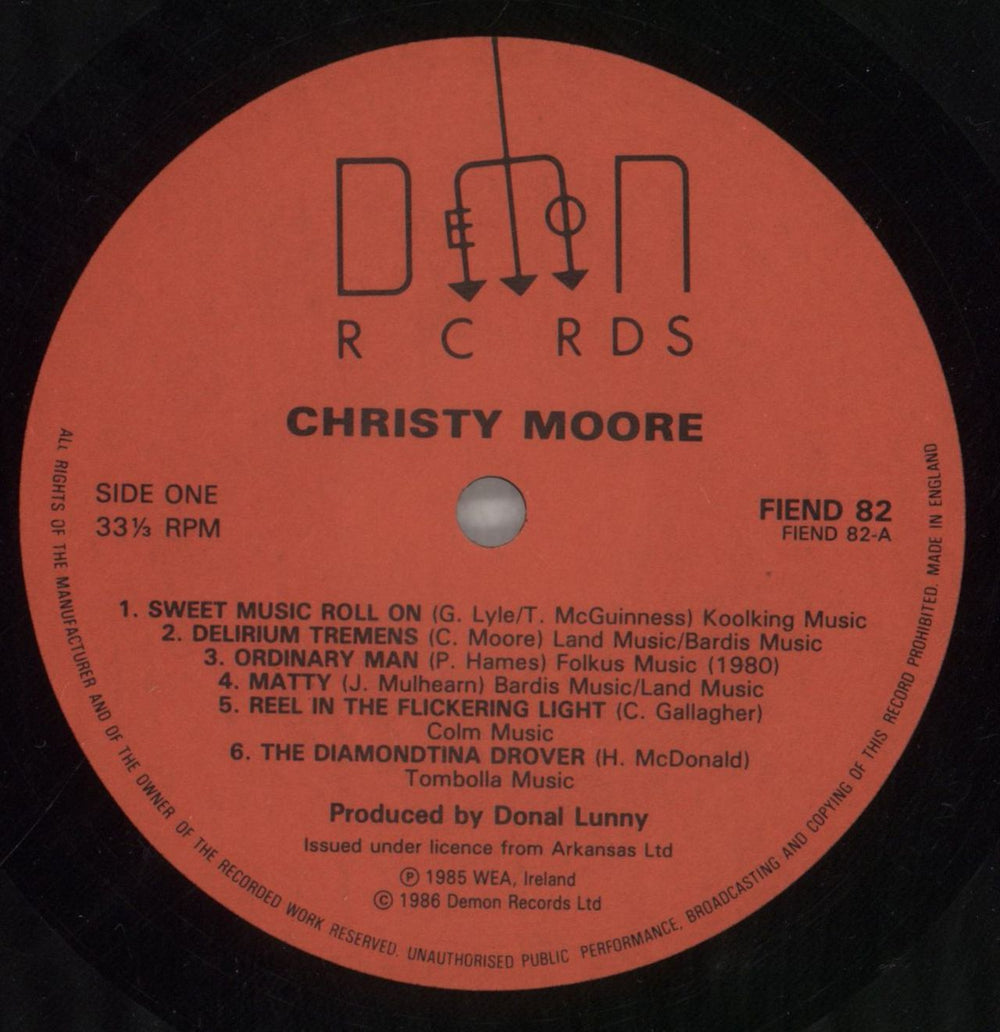 DEMON
R C RDS
CHRISTY MOORE
SIDE ONE
33⅓ RPM
FIEND 82
FIEND 82-A
1. SWEET MUSIC ROLL ON (G. Lyle/T. McGuinness) Koolking Music
2. DELIRIUM TREMENS (C. Moore) Land Music/Bardis Music
3. ORDINARY MAN (P. Hames) Folkus Music (1980)
4. MATTY (J. Mulhearn) Bardis Music/Land Music
5. REEL IN THE FLICKERING LIGHT (C. Gallagher)
Colm Music
6. THE DIAMONDTINA DROVER (H. McDonald)
Tombolla Music
Produced by Donal Lunny
Issued under licence from Arkansas Ltd
℗ 1985 WEA, Ireland
© 1986 Demon Records Ltd
ALL RIGHTS OF THE MANUFACTURER AND OF THE OWNER OF THE RECORDED WORK RESERVED. UNAUTHORISED PUBLIC PERFORMANCE, BROADCASTING AND COPYING OF THIS RECORD PROHIBITED. MADE IN ENGLAND